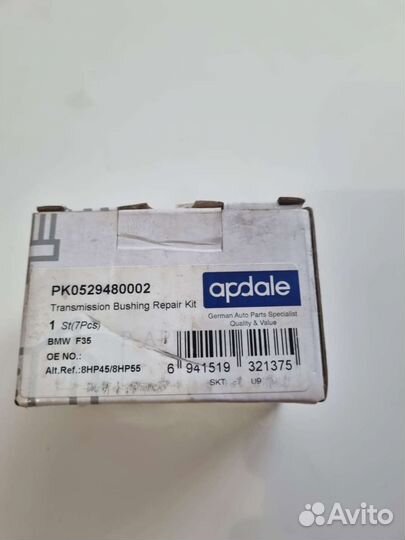 PK0529480002
Transmission Bushing Repair Kit
1 St(7Pcs)
BMW F35
OE NO.:
Alt.Ref.:8HP45/8HP55
apdale
German Auto Parts Specialist
Quality & Value
6 941519 321375
SKT U9
Avito